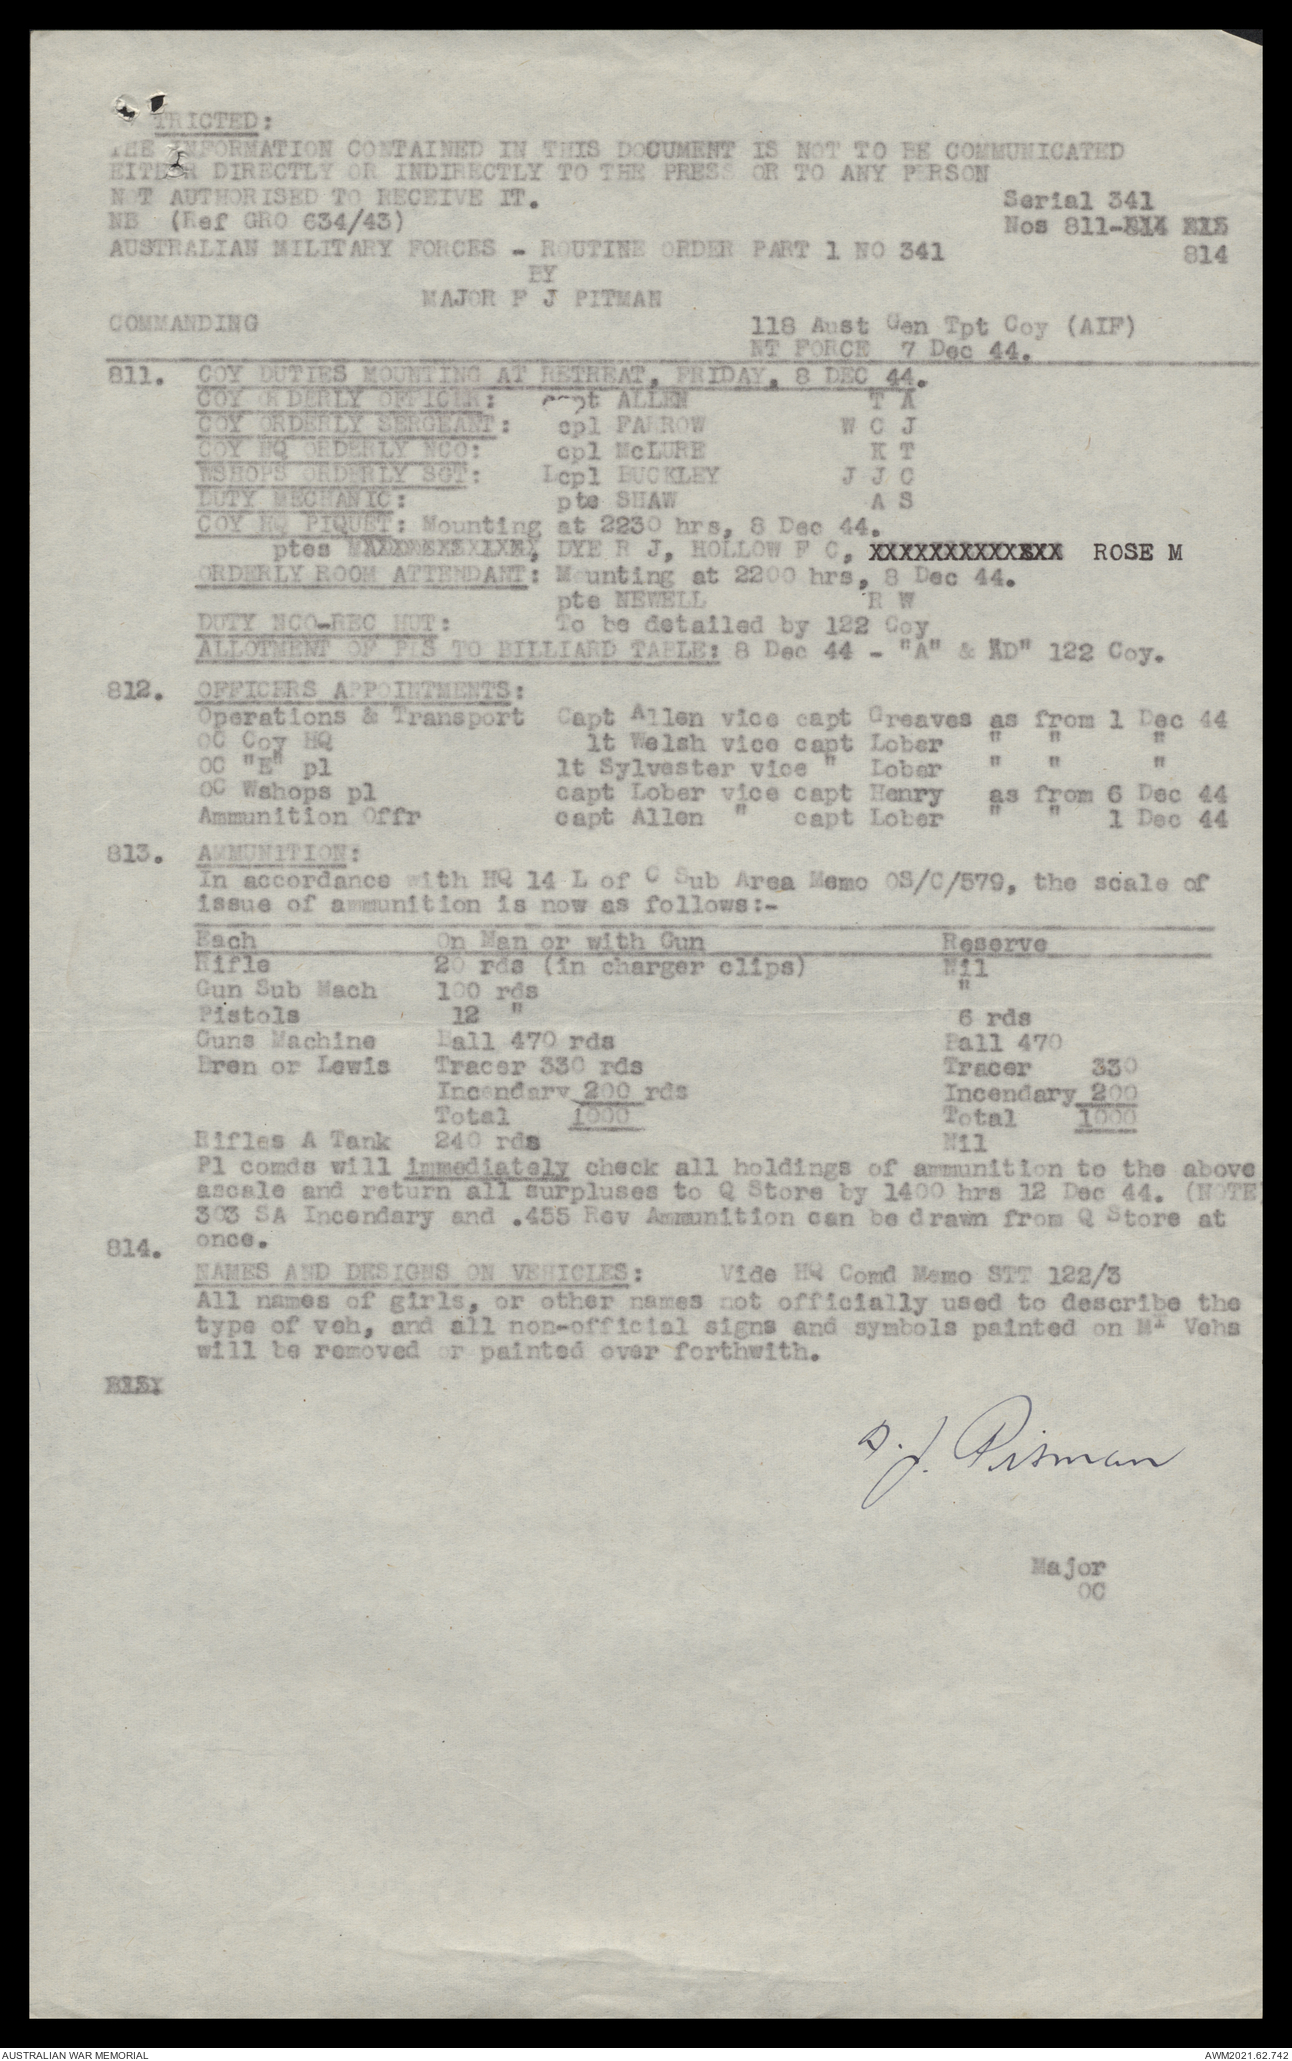 TRICTED:
THE INFORMATION CONTAINED IN THIS DOCUMENT IS NOT TO BE COMMUNICATED
EITHER DIRECTLY OR INDIRECTLY TO THE PRESS OR TO ANY PERSON
NOT AUTHORISED TO RECEIVE IT. Serial 341
NB (Ref GRO 634/43) Nos 811-814 815
AUSTRALIAN MILITARY FORCES - ROUTINE ORDER PART 1 NO 341 814
BY
MAJOR F J PITMAN
COMMANDING 118 Aust Gen Tpt Coy (AIF)
NT FORCE 7 Dec 44.
811. COY DUTIES MOUNTING AT RETREAT, FRIDAY, 8 DEC 44.
COY ORDERLY OFFICER: capt ALLEN T A
COY ORDERLY SERGEANT: cpl FARROW W C J
COY HQ ORDERLY NCO: cpl McLURE K T
WSHOPS ORDERLY SGT: Lcpl BUCKLEY J J C
DUTY MECHANIC: pte SHAW A S
COY HQ PIQUET: Mounting at 2230 hrs, 8 Dec 44.
ptes DYE R J, HOLLOW F C, XXXXXXXXXXXXX ROSE M
ORDERLY ROOM ATTENDANT: Mounting at 2200 hrs, 8 Dec 44.
pte NEWELL R W
DUTY NCO-REC HUT: To be detailed by 122 Coy
ALLOTMENT OF PLS TO BILLIARD TABLE: 8 Dec 44 - "A" & "D" 122 Coy.
812. OFFICERS APPOINTMENTS:
Operations & Transport Capt Allen vice capt Greaves as from 1 Dec 44
OC Coy HQ lt Welsh vice capt Lober " " "
OC "E" pl lt Sylvester vice " Lober " " "
OC Wshops pl capt Lober vice capt Henry as from 6 Dec 44
Ammunition Offr capt Allen " capt Lober " " 1 Dec 44
813. AMMUNITION:
In accordance with HQ 14 L of C Sub Area Memo OS/C/579, the scale of
issue of ammunition is now as follows:-
Each On Man or with Gun Reserve
Rifle 20 rds (in charger clips) Nil
Gun Sub Mach 100 rds "
Pistols 12 " 6 rds
Guns Machine Ball 470 rds Ball 470
Bren or Lewis Tracer 330 rds Tracer 330
Incendary 200 rds Incendary 200
Total 1000 Total 1000
Rifles A Tank 240 rds Nil
Pl comds will immediately check all holdings of ammunition to the above
ascale and return all surpluses to Q Store by 1400 hrs 12 Dec 44. (NOTE
303 SA Incendary and .455 Rev Ammunition can be drawn from Q Store at
once.
814.
NAMES AND DESIGNS ON VEHICLES: Vide HQ Comd Memo STT 122/3
All names of girls, or other names not officially used to describe the
type of veh, and all non-official signs and symbols painted on MT Vehs
will be removed or painted over forthwith.
815.
D. J. Pitman
Major
OC
AUSTRALIAN WAR MEMORIAL AWM2021.62.742